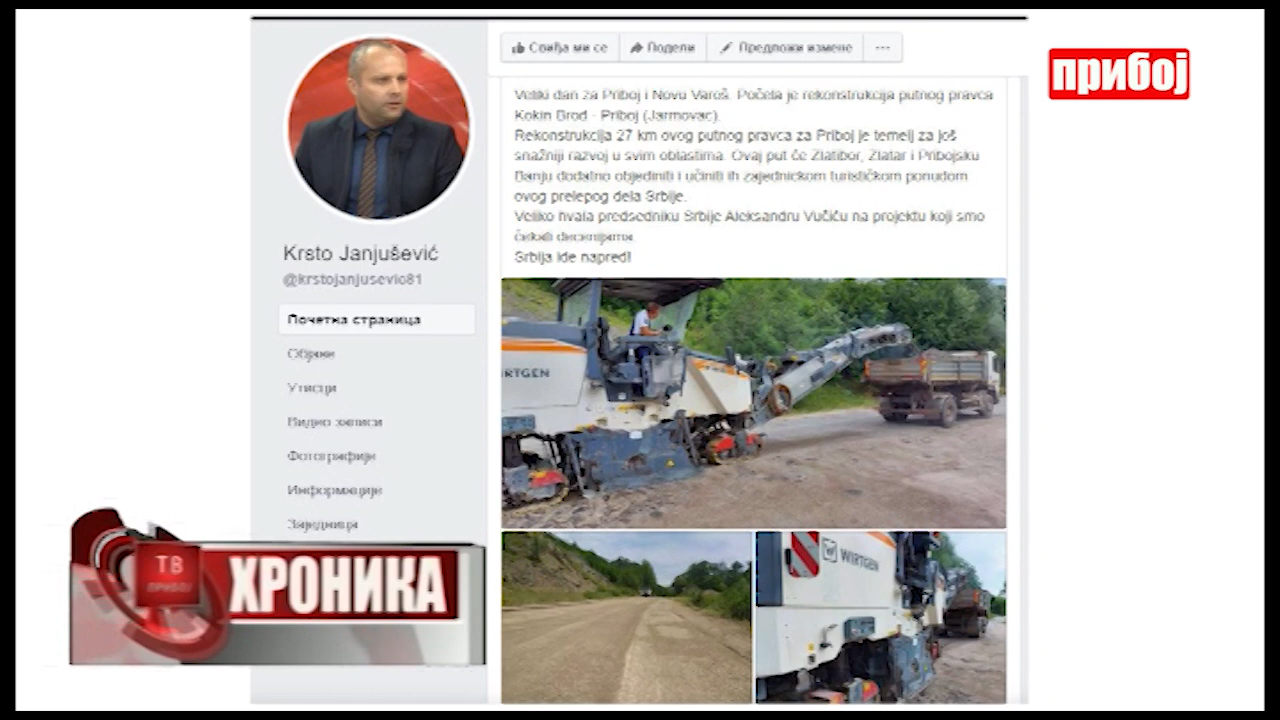 Свиђа ми се Подели Предложи измене
прибој
Veliki dan za Priboj i Novu Varoš. Počela je rekonstrukcija putnog pravca
Kokin Brod - Priboj (Jarmovac).
Rekonstrukcija 27 km ovog putnog pravca za Priboj je temelj za još
snažniji razvoj u svim oblastima. Ovaj put će Zlatibor, Zlatar i Pribojsku
Banju dodatno objediniti i učiniti ih zajedničkom turističkom ponudom
ovog prelepog dela Srbije.
Veliko hvala predsedniku Srbije Aleksandru Vučiću na projektu koji smo
čekali decenijama.
Srbija ide napred!
Krsto Janjušević
@krstojanjusevic81
Почетна страница
Објаве
Утисци
Видео записи
Фотографије
Информације
Заједница
RTGEN
WIRTGEN
ТВ
ПРИБОЈ
ХРОНИКА